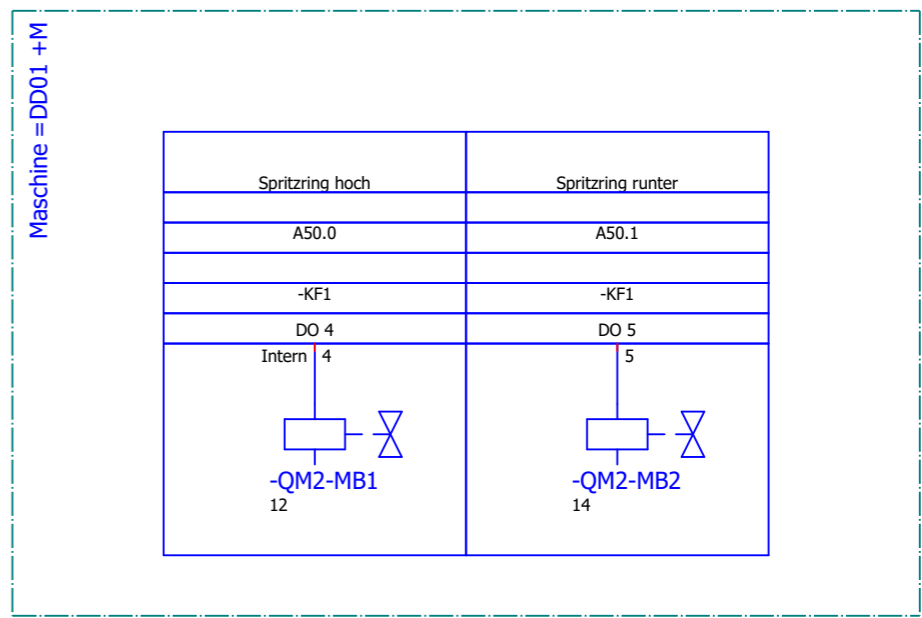 Maschine =DD01 +M
Spritzring hoch
Spritzring runter
A50.0
A50.1
-KF1
-KF1
DO 4
DO 5
Intern 4
5
-QM2-MB1
-QM2-MB2
12
14